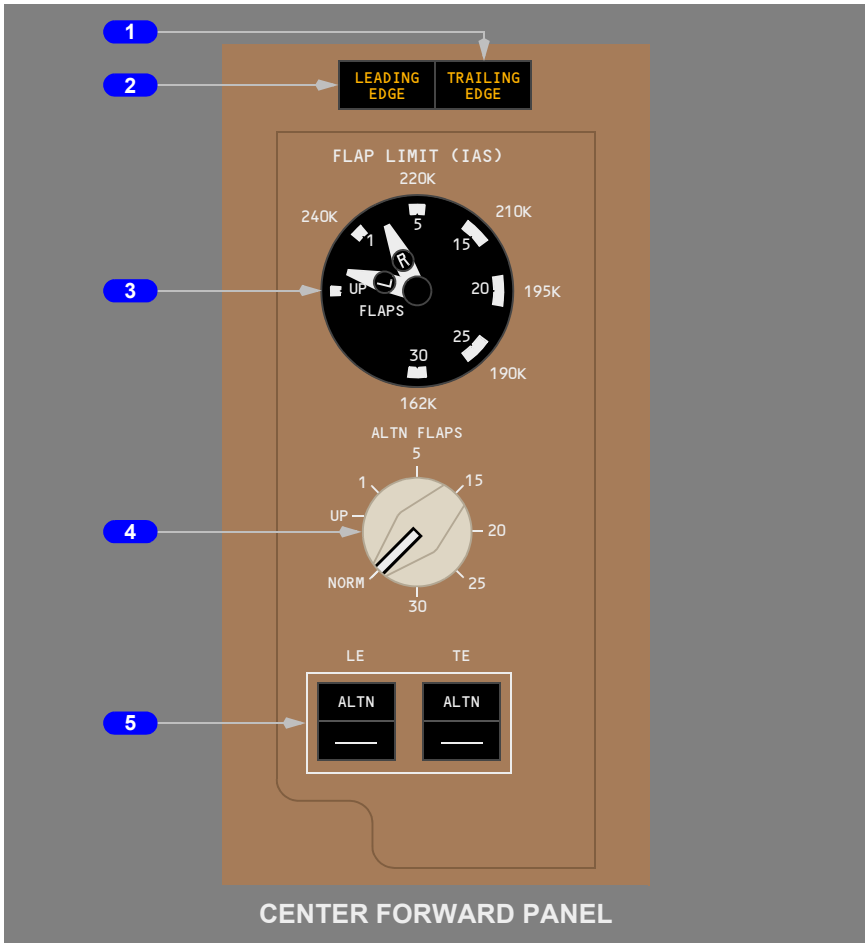 1
2
LEADING
EDGE
TRAILING
EDGE
FLAP LIMIT (IAS)
220K
240K
210K
5
1
15
R
3
UP
L
20
195K
FLAPS
25
30
190K
162K
ALTN FLAPS
5
1
15
UP
4
20
NORM
25
30
LE
TE
ALTN
ALTN
5
CENTER FORWARD PANEL